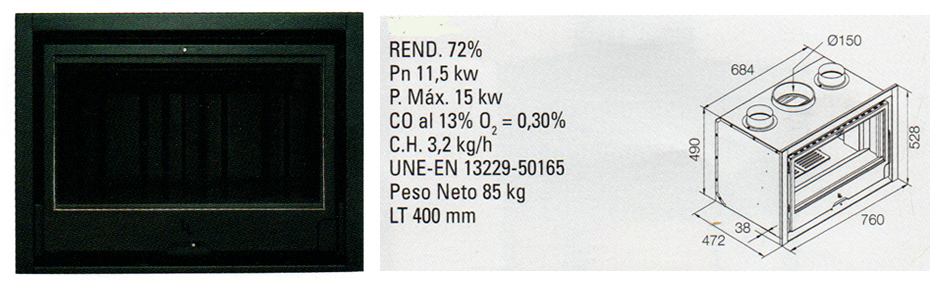 REND. 72%
Pn 11,5 kw
P. Máx. 15 kw
CO al 13% O₂ = 0,30%
C.H. 3,2 kg/h
UNE-EN 13229-50165
Peso Neto 85 kg
LT 400 mm
Ø150
684
490
528
38
472
760